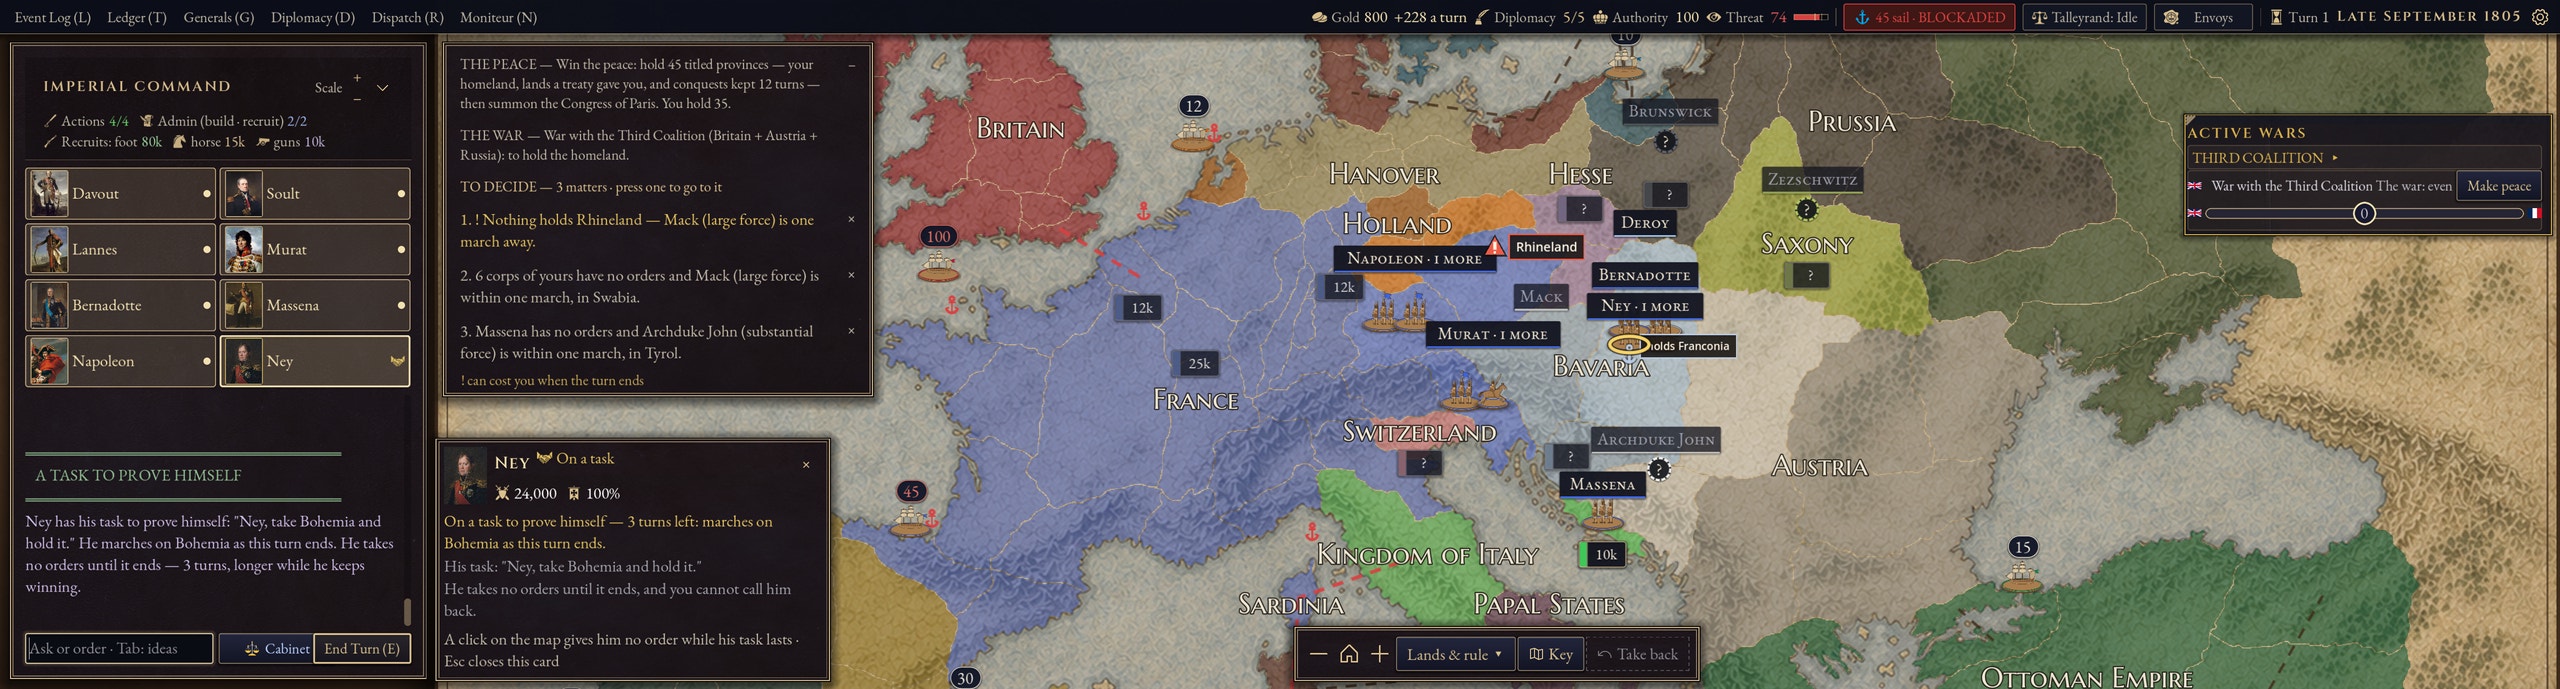 Event Log (L) Ledger (T) Generals (G) Diplomacy (D) Dispatch (R) Moniteur (N)
Gold 800 +228 a turn Diplomacy 5/5 Authority 100 Threat 74 45 sail · BLOCKADED Talleyrand: Idle Envoys Turn 1 LATE SEPTEMBER 1805
IMPERIAL COMMAND
Scale + −
Actions 4/4 Admin (build · recruit) 2/2
Recruits: foot 80k horse 15k guns 10k
Davout
Soult
Lannes
Murat
Bernadotte
Massena
Napoleon
Ney
A TASK TO PROVE HIMSELF
Ney has his task to prove himself: "Ney, take Bohemia and
hold it." He marches on Bohemia as this turn ends. He takes
no orders until it ends — 3 turns, longer while he keeps
winning.
Ask or order · Tab: ideas
Cabinet
End Turn (E)
THE PEACE — Win the peace: hold 45 titled provinces — your
homeland, lands a treaty gave you, and conquests kept 12 turns —
then summon the Congress of Paris. You hold 35.
THE WAR — War with the Third Coalition (Britain + Austria +
Russia): to hold the homeland.
TO DECIDE — 3 matters · press one to go to it
1. ! Nothing holds Rhineland — Mack (large force) is one
march away.
2. 6 corps of yours have no orders and Mack (large force) is
within one march, in Swabia.
3. Massena has no orders and Archduke John (substantial
force) is within one march, in Tyrol.
! can cost you when the turn ends
NEY On a task
24,000 100%
On a task to prove himself — 3 turns left: marches on
Bohemia as this turn ends.
His task: "Ney, take Bohemia and hold it."
He takes no orders until it ends, and you cannot call him
back.
A click on the map gives him no order while his task lasts ·
Esc closes this card
ACTIVE WARS
THIRD COALITION ▸
War with the Third Coalition The war: even
Make peace
0
10
12
BRITAIN
BRUNSWICK
?
PRUSSIA
HANOVER
HESSE
ZEZSCHWITZ
?
?
?
HOLLAND
DEROY
100
SAXONY
NAPOLEON · 1 MORE
Rhineland
BERNADOTTE
?
12k
MACK
NEY · 1 MORE
12k
MURAT · 1 MORE
olds Franconia
25k
BAVARIA
FRANCE
SWITZERLAND
ARCHDUKE JOHN
?
?
?
AUSTRIA
MASSENA
45
KINGDOM OF ITALY
10k
15
SARDINIA
PAPAL STATES
Lands & rule ▾
Key
Take back
30
OTTOMAN EMPIRE